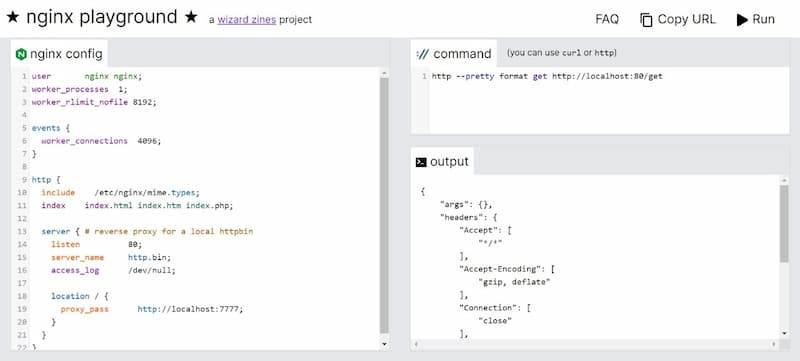 ★ nginx playground ★ a wizard zines project FAQ Copy URL Run
nginx config
1 user nginx nginx;
2 worker_processes 1;
3 worker_rlimit_nofile 8192;
4
5 events {
6 worker_connections 4096;
7 }
8
9 http {
10 include /etc/nginx/mime.types;
11 index index.html index.htm index.php;
12
13 server { # reverse proxy for a local httpbin
14 listen 80;
15 server_name http.bin;
16 access_log /dev/null;
17
18 location / {
19 proxy_pass http://localhost:7777;
20 }
21 }
22 }
command (you can use curl or http)
1 http --pretty format get http://localhost:80/get
output
{
"args": {},
"headers": {
"Accept": [
"*/*"
],
"Accept-Encoding": [
"gzip, deflate"
],
"Connection": [
"close"
],